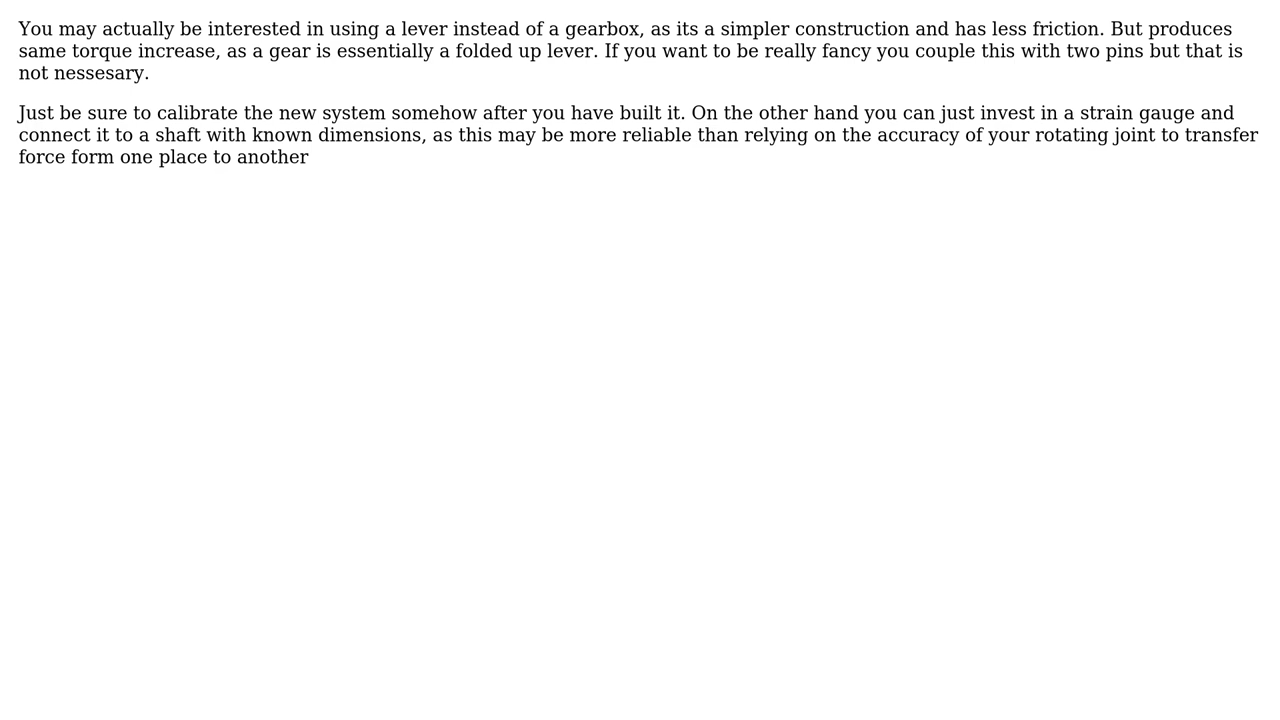 You may actually be interested in using a lever instead of a gearbox, as its a simpler construction and has less friction. But produces
same torque increase, as a gear is essentially a folded up lever. If you want to be really fancy you couple this with two pins but that is
not nessesary.
Just be sure to calibrate the new system somehow after you have built it. On the other hand you can just invest in a strain gauge and
connect it to a shaft with known dimensions, as this may be more reliable than relying on the accuracy of your rotating joint to transfer
force form one place to another